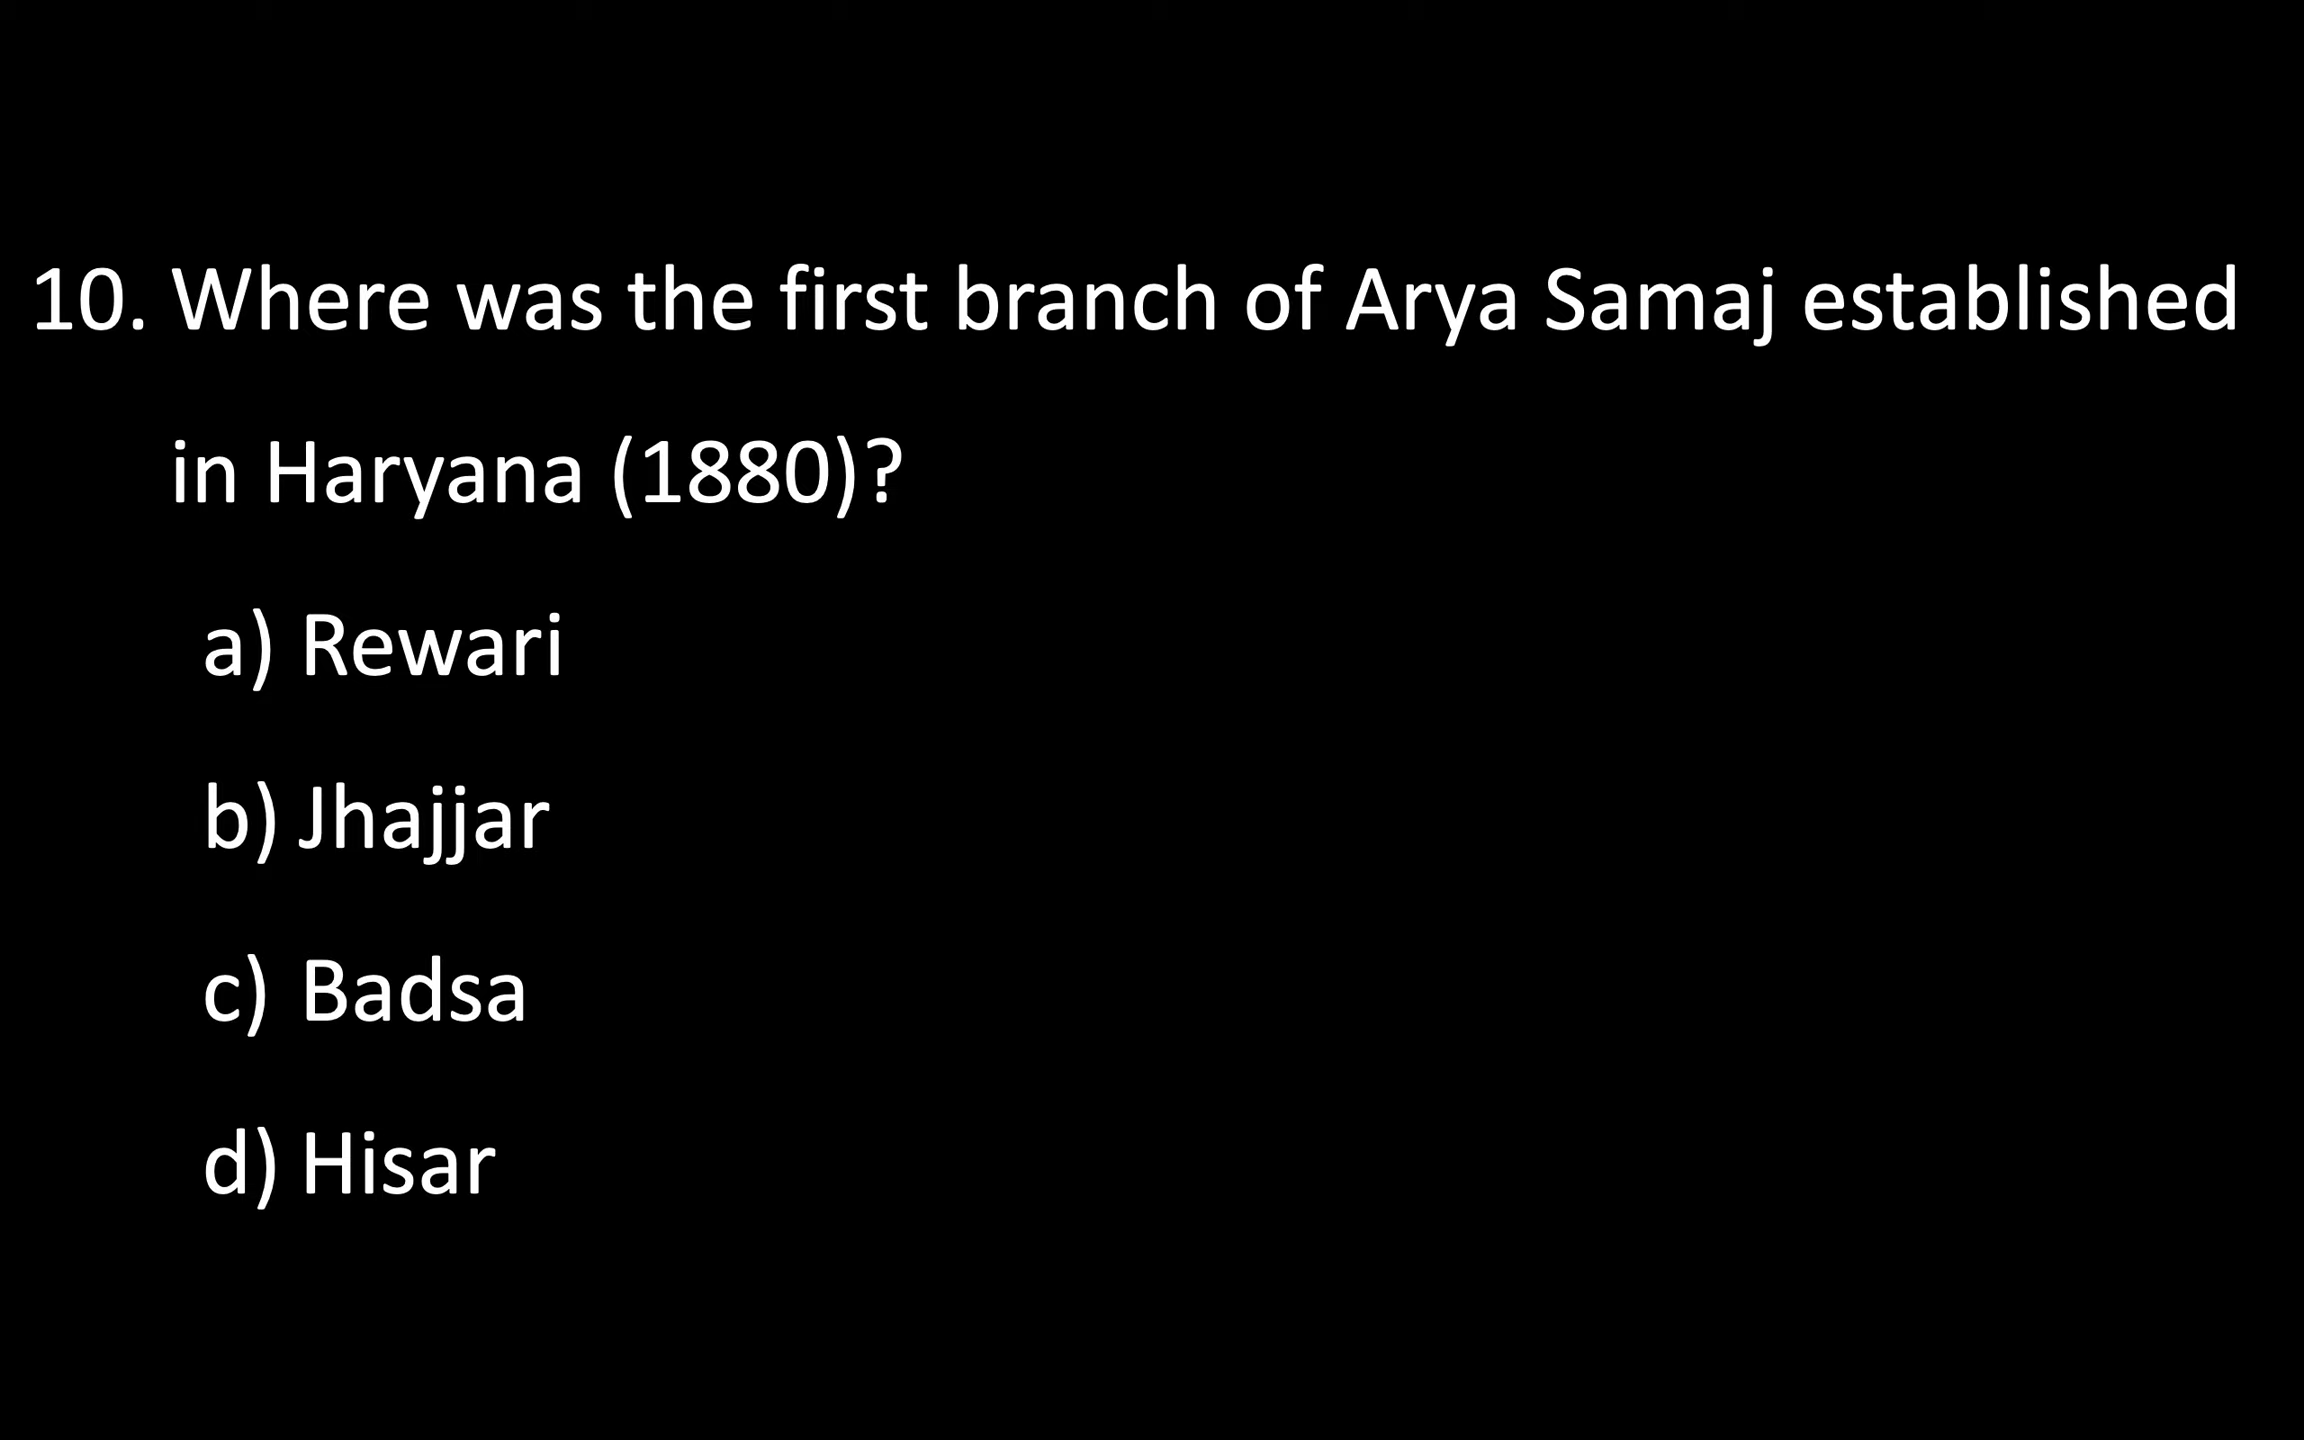 10. Where was the first branch of Arya Samaj established
in Haryana (1880)?
a) Rewari
b) Jhajjar
c) Badsa
d) Hisar